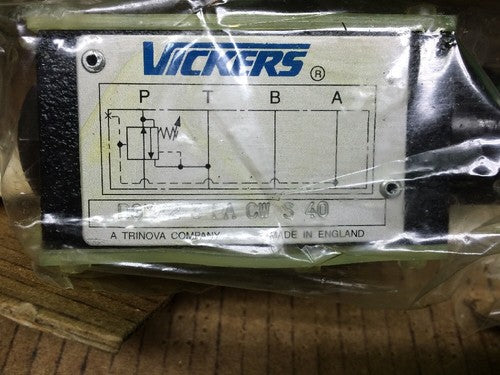 VICKERS ®
P T B A
CW S 40
A TRINOVA COMPANY MADE IN ENGLAND